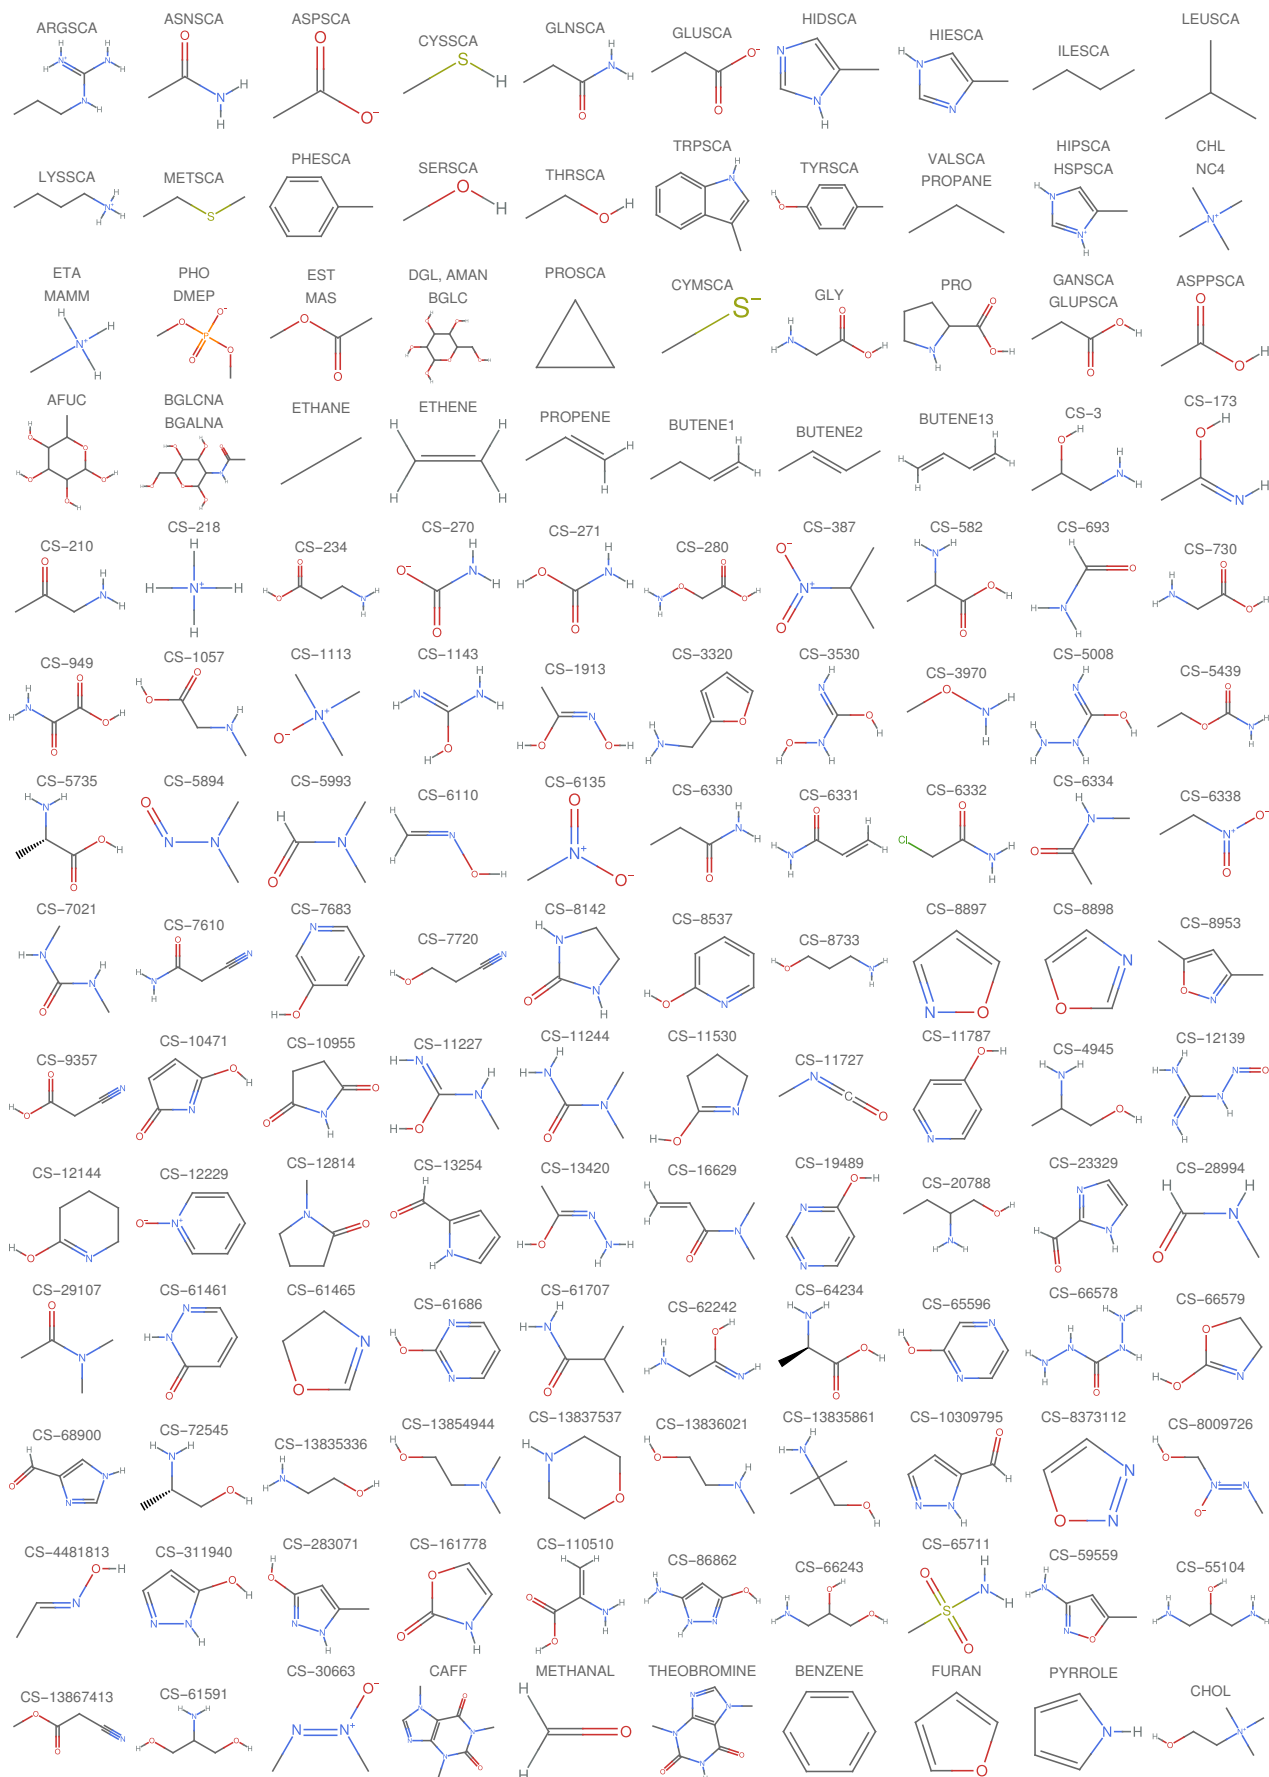 ARGSCA ASNSCA ASPSCA CYSSCA GLNSCA GLUSCA HIDSCA HIESCA ILESCA LEUSCA
LYSSCA METSCA PHESCA SERSCA THRSCA TRPSCA TYRSCA VALSCA PROPANE HIPSCA HSPSCA CHL NC4
ETA MAMM PHO DMEP EST MAS DGL, AMAN BGLC PROSCA CYMSCA GLY PRO GANSCA GLUPSCA ASPPSCA
AFUC BGLCNA BGALNA ETHANE ETHENE PROPENE BUTENE1 BUTENE2 BUTENE13 CS-3 CS-173
CS-210 CS-218 CS-234 CS-270 CS-271 CS-280 CS-387 CS-582 CS-693 CS-730
CS-949 CS-1057 CS-1113 CS-1143 CS-1913 CS-3320 CS-3530 CS-3970 CS-5008 CS-5439
CS-5735 CS-5894 CS-5993 CS-6110 CS-6135 CS-6330 CS-6331 CS-6332 CS-6334 CS-6338
CS-7021 CS-7610 CS-7683 CS-7720 CS-8142 CS-8537 CS-8733 CS-8897 CS-8898 CS-8953
CS-9357 CS-10471 CS-10955 CS-11227 CS-11244 CS-11530 CS-11727 CS-11787 CS-4945 CS-12139
CS-12144 CS-12229 CS-12814 CS-13254 CS-13420 CS-16629 CS-19489 CS-20788 CS-23329 CS-28994
CS-29107 CS-61461 CS-61465 CS-61686 CS-61707 CS-62242 CS-64234 CS-65596 CS-66578 CS-66579
CS-68900 CS-72545 CS-13835336 CS-13854944 CS-13837537 CS-13836021 CS-13835861 CS-10309795 CS-8373112 CS-8009726
CS-4481813 CS-311940 CS-283071 CS-161778 CS-110510 CS-86862 CS-66243 CS-65711 CS-59559 CS-55104
CS-13867413 CS-61591 CS-30663 CAFF METHANAL THEOBROMINE BENZENE FURAN PYRROLE CHOL